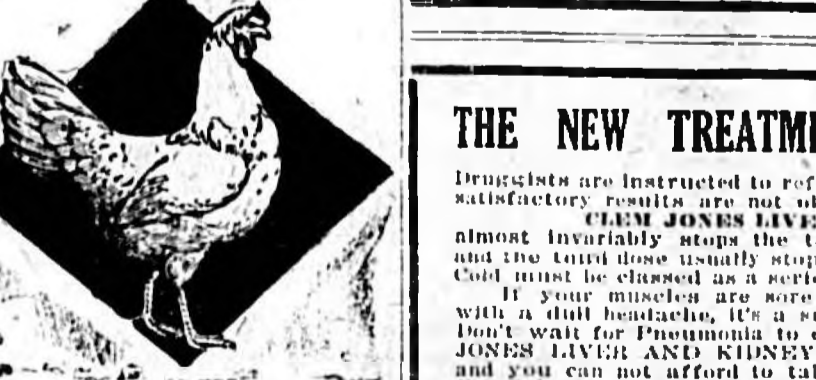 THE NEW TREATM
Druggists are instructed to ref
satisfactory results are not ob
CLEM JONES LIVE
almost invariably stops the t
and the third dose usually stop
Cold must be classed as a serio
If your muscles are sore
with a dull headache, it's a s
Don't wait for Pneumonia to
JONES LIVER AND KIDNEY
and you can not afford to tal